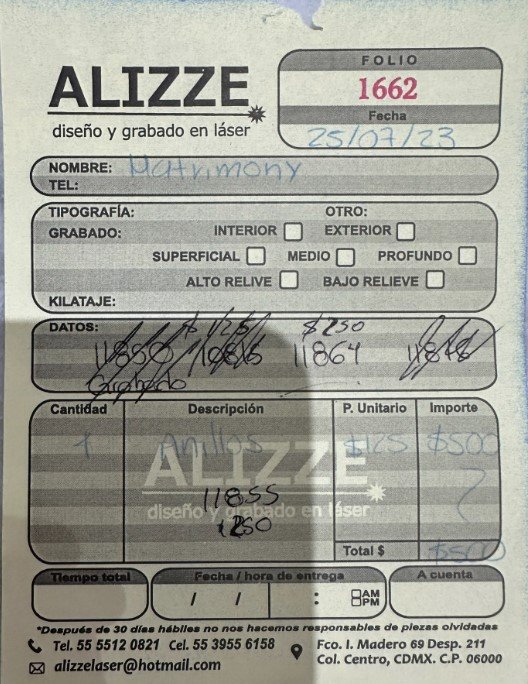 ALIZZE
diseño y grabado en láser
FOLIO
1662
Fecha
25/07/23
NOMBRE: Matrimony
TEL:
TIPOGRAFÍA: OTRO:
GRABADO: INTERIOR EXTERIOR
SUPERFICIAL MEDIO PROFUNDO
ALTO RELIVE BAJO RELIEVE
KILATAJE:
DATOS: $250
11850 11864
Grabado
Cantidad Descripción P. Unitario Importe
1 Anillos $125 $500
ALIZZE
diseño y grabado en láser
11855
1250
Total $ $500
Tiempo total Fecha / hora de entrega A cuenta
/ / : AM
PM
*Después de 30 días hábiles no nos hacemos responsables de piezas olvidadas
Tel. 55 5512 0821 Cel. 55 3955 6158
alizzelaser@hotmail.com
Fco. I. Madero 69 Desp. 211
Col. Centro, CDMX. C.P. 06000